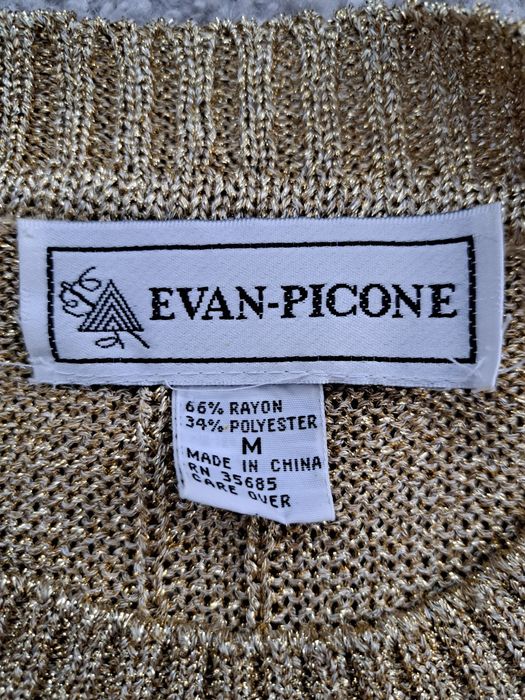 EVAN-PICONE
66% RAYON
34% POLYESTER
M
MADE IN CHINA
RN 35685
CARE OVER